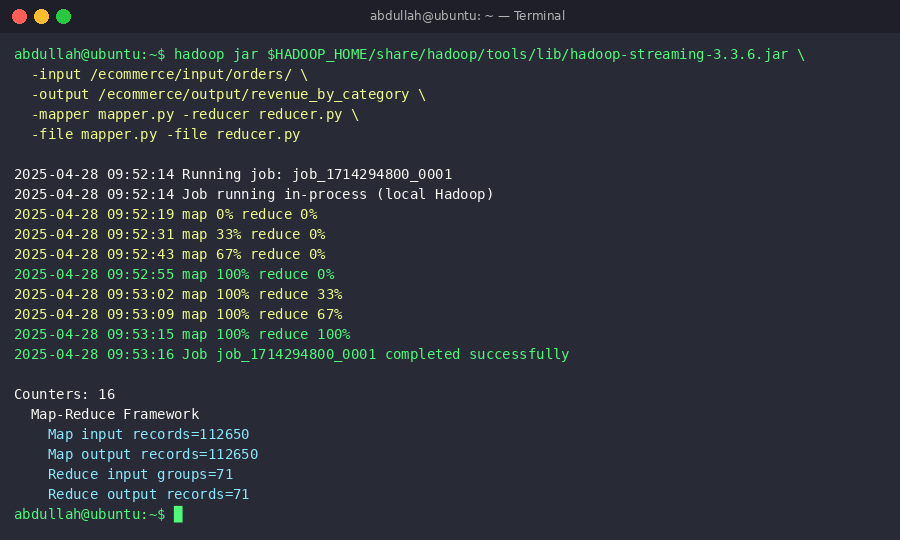 abdullah@ubuntu: ~ — Terminal
abdullah@ubuntu:~$ hadoop jar $HADOOP_HOME/share/hadoop/tools/lib/hadoop-streaming-3.3.6.jar \
-input /ecommerce/input/orders/ \
-output /ecommerce/output/revenue_by_category \
-mapper mapper.py -reducer reducer.py \
-file mapper.py -file reducer.py
2025-04-28 09:52:14 Running job: job_1714294800_0001
2025-04-28 09:52:14 Job running in-process (local Hadoop)
2025-04-28 09:52:19 map 0% reduce 0%
2025-04-28 09:52:31 map 33% reduce 0%
2025-04-28 09:52:43 map 67% reduce 0%
2025-04-28 09:52:55 map 100% reduce 0%
2025-04-28 09:53:02 map 100% reduce 33%
2025-04-28 09:53:09 map 100% reduce 67%
2025-04-28 09:53:15 map 100% reduce 100%
2025-04-28 09:53:16 Job job_1714294800_0001 completed successfully
Counters: 16
Map-Reduce Framework
Map input records=112650
Map output records=112650
Reduce input groups=71
Reduce output records=71
abdullah@ubuntu:~$